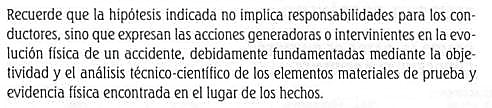 Recuerde que la hipótesis indicada no implica responsabilidades para los con-
ductores, sino que expresan las acciones generadoras o intervinientes en la evo-
lución física de un accidente, debidamente fundamentadas mediante la obje-
tividad y el análisis técnico-científico de los elementos materiales de prueba y
evidencia física encontrada en el lugar de los hechos.